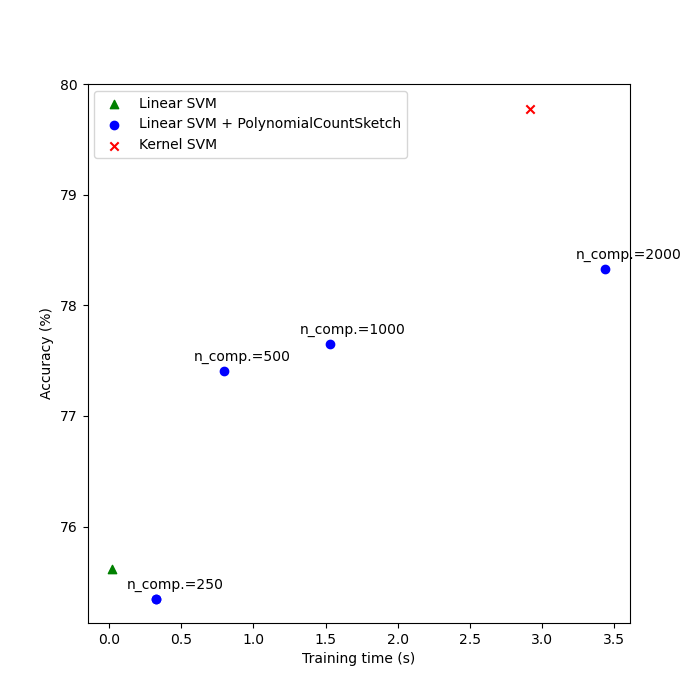 80
79
78
77
76
Accuracy (%)
Linear SVM
Linear SVM + PolynomialCountSketch
Kernel SVM
n_comp.=2000
n_comp.=1000
n_comp.=500
n_comp.=250
0.0 0.5 1.0 1.5 2.0 2.5 3.0 3.5
Training time (s)